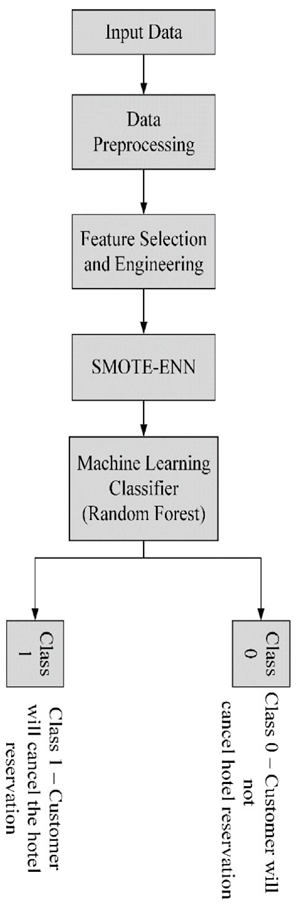 Input Data
Data
Preprocessing
Feature Selection
and Engineering
SMOTE-ENN
Machine Learning
Classifier
(Random Forest)
Class
1
Class 1 – Customer
will cancel the hotel
reservation
Class
0
Class 0 – Customer will
not
cancel hotel reservation